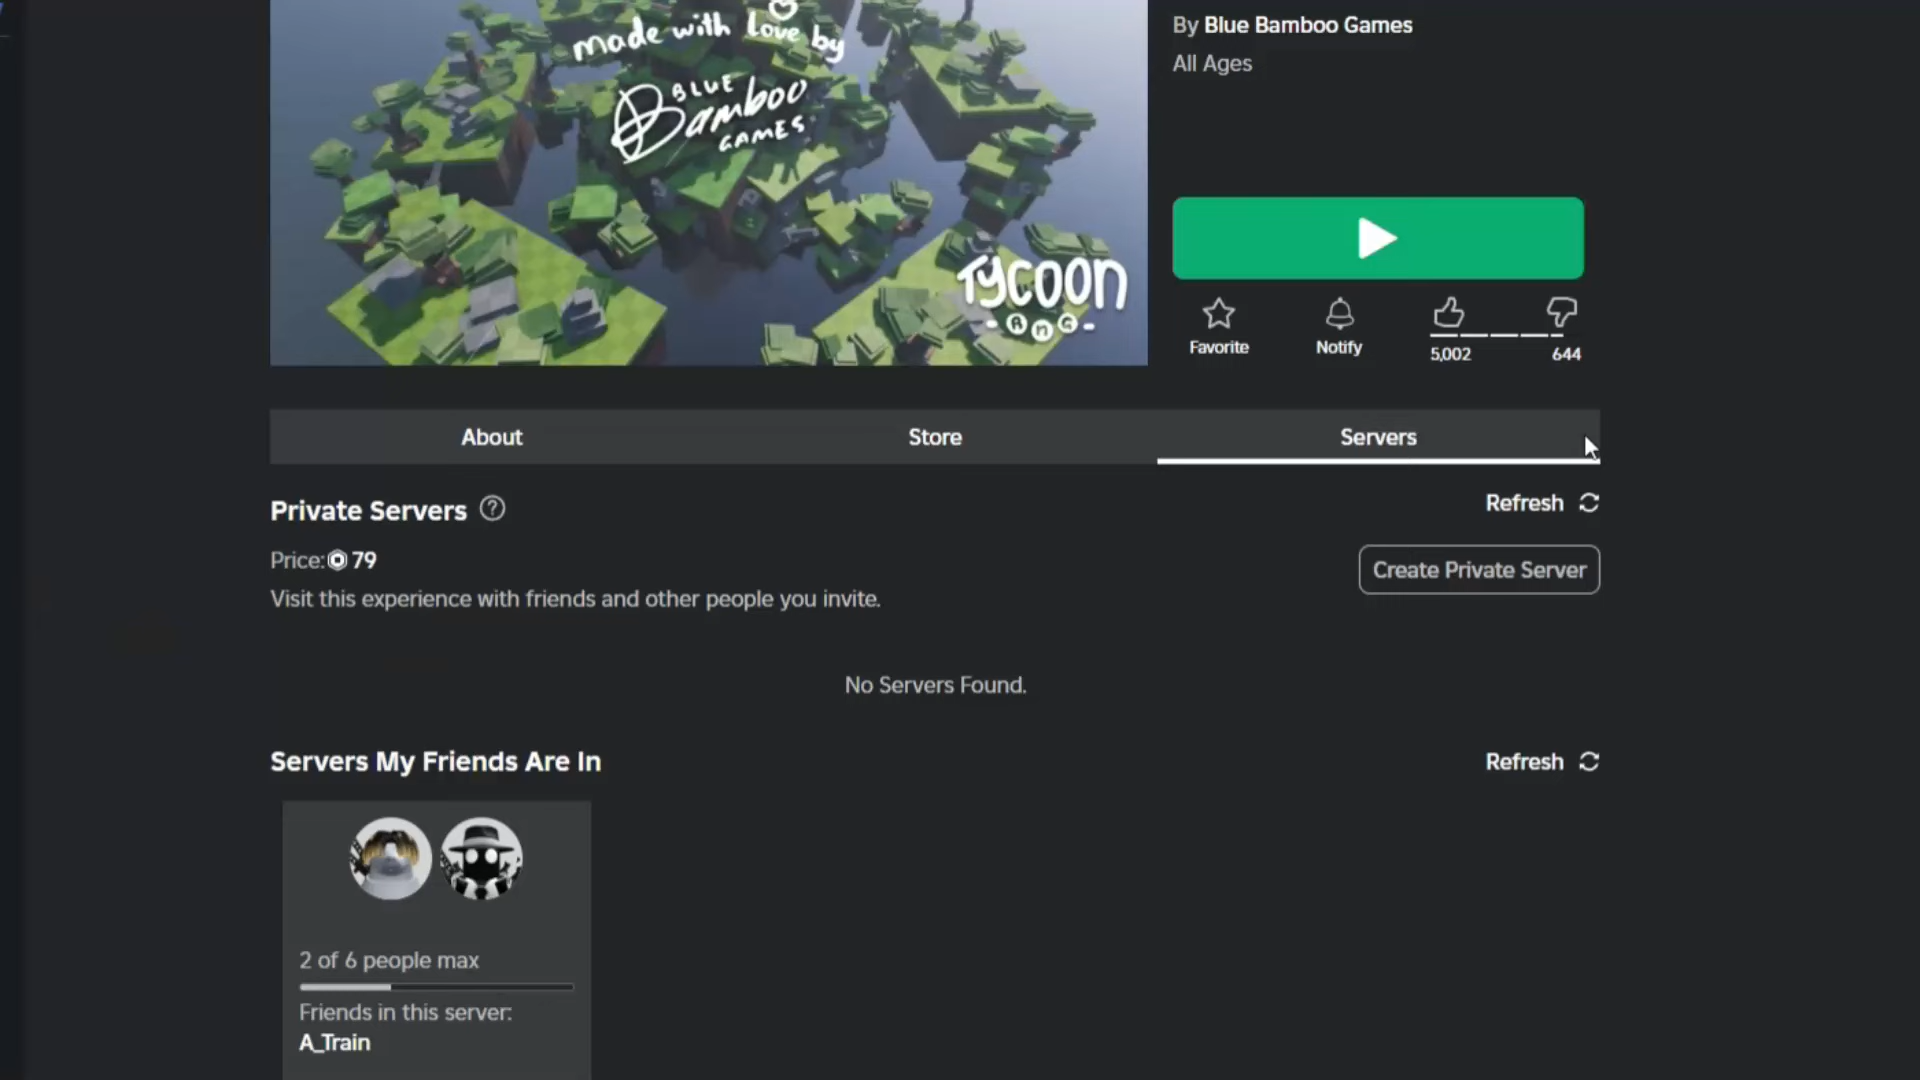 made with love by
BLUE
Bamboo
GAMES
TYCOON
- RNG -
By Blue Bamboo Games
All Ages
Favorite
Notify
5,002
644
About
Store
Servers
Private Servers ?
Refresh
Price: 79
Create Private Server
Visit this experience with friends and other people you invite.
No Servers Found.
Servers My Friends Are In
Refresh
2 of 6 people max
Friends in this server:
A_Train